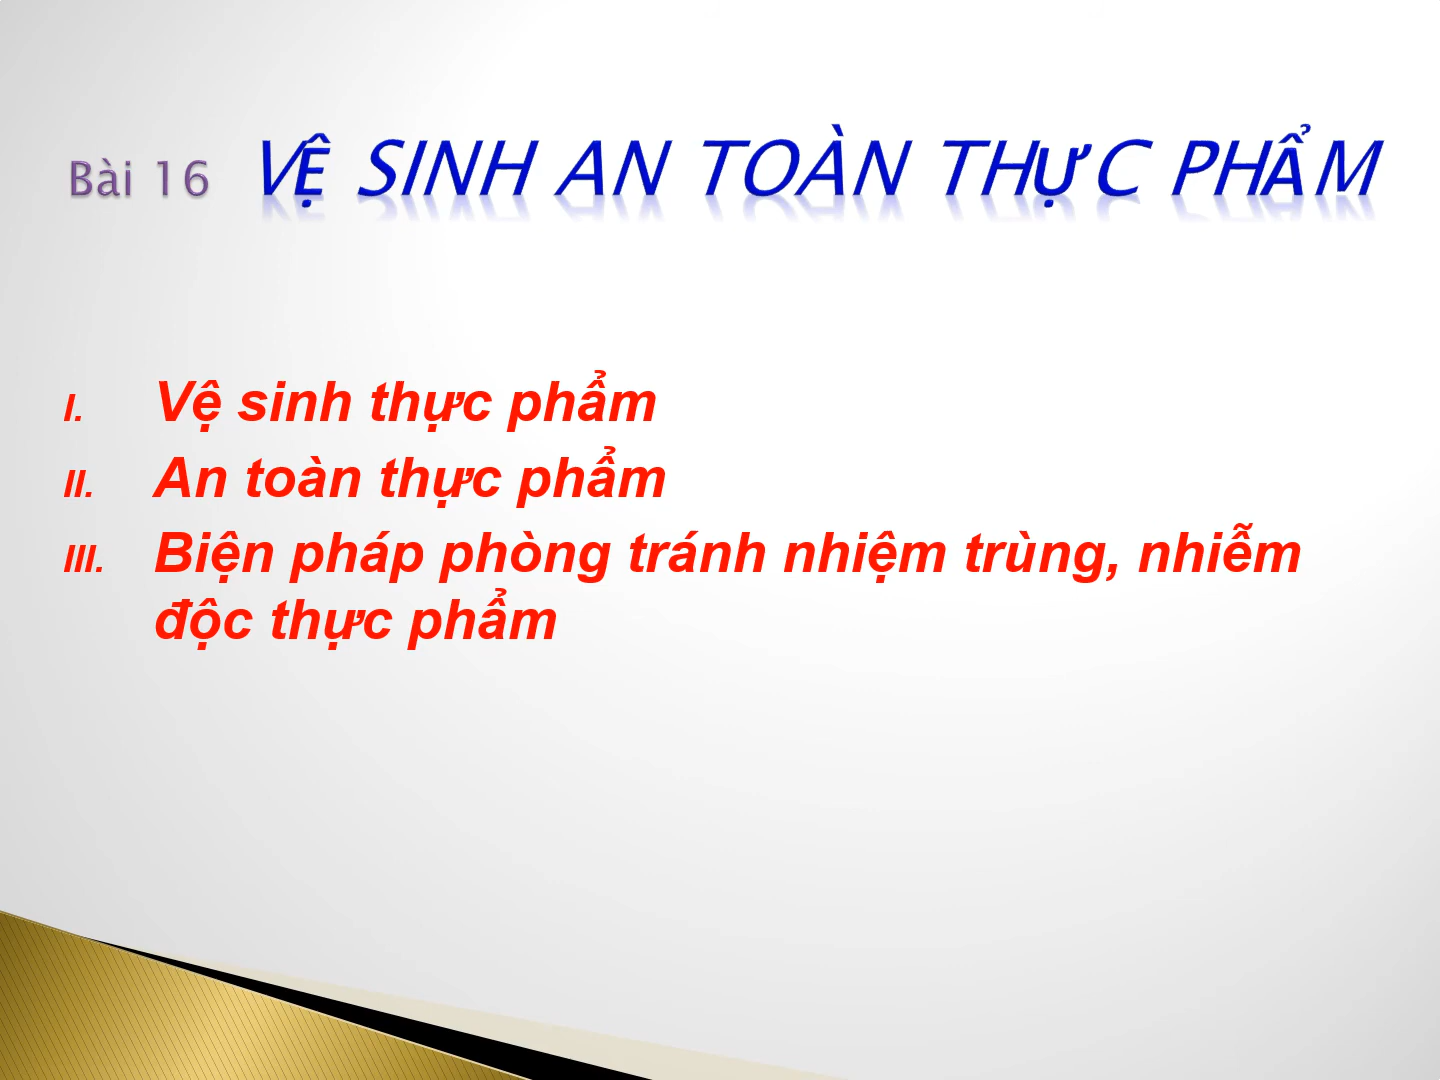 Bài 16 VỆ SINH AN TOÀN THỰC PHẨM
I. Vệ sinh thực phẩm
II. An toàn thực phẩm
III. Biện pháp phòng tránh nhiệm trùng, nhiễm
độc thực phẩm